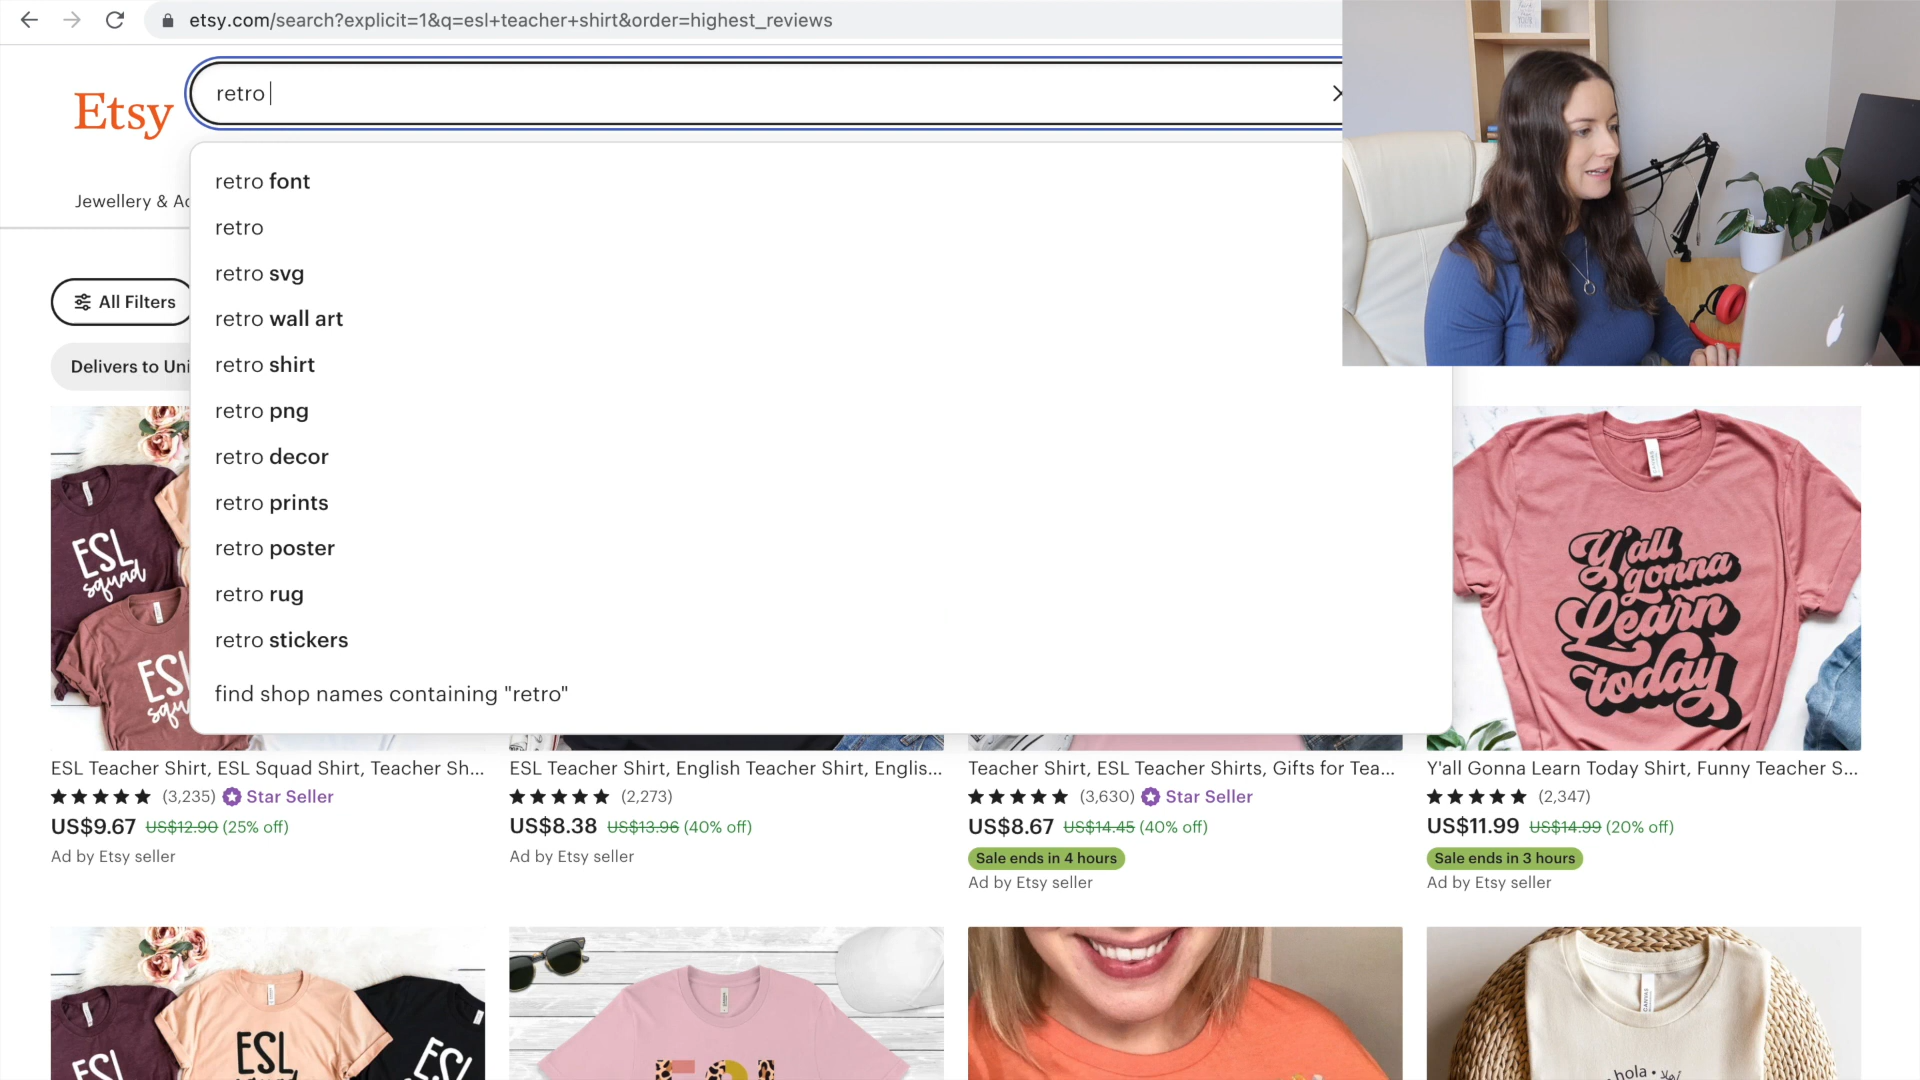 etsy.com/search?explicit=1&q=esl+teacher+shirt&order=highest_reviews
Etsy
retro
Jewellery & Ac
retro font
retro
retro svg
retro wall art
retro shirt
retro png
retro decor
retro prints
retro poster
retro rug
retro stickers
find shop names containing "retro"
All Filters
Delivers to Uni
ESL
squad
ESL
squ
Y'all
gonna
Learn
today
ESL Teacher Shirt, ESL Squad Shirt, Teacher Sh...
(3,235) Star Seller
US$9.67 US$12.90 (25% off)
Ad by Etsy seller
ESL Teacher Shirt, English Teacher Shirt, Englis...
(2,273)
US$8.38 US$13.96 (40% off)
Ad by Etsy seller
Teacher Shirt, ESL Teacher Shirts, Gifts for Tea...
(3,630) Star Seller
US$8.67 US$14.45 (40% off)
Sale ends in 4 hours
Ad by Etsy seller
Y'all Gonna Learn Today Shirt, Funny Teacher S...
(2,347)
US$11.99 US$14.99 (20% off)
Sale ends in 3 hours
Ad by Etsy seller
ESL
ESL
ESL
ESL
hola